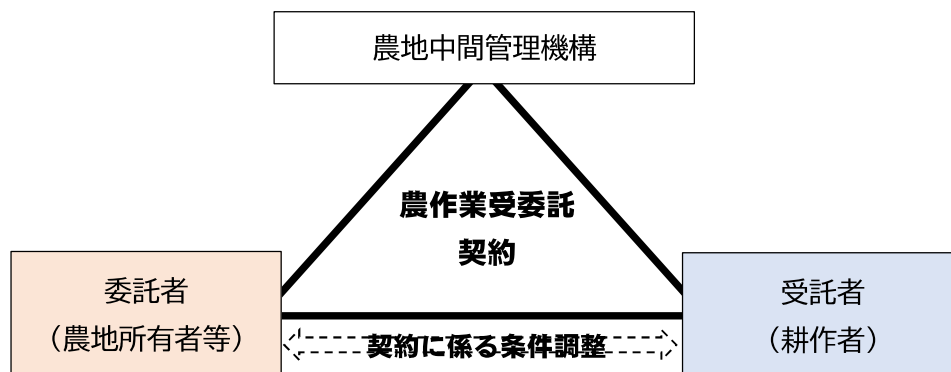 農地中間管理機構
農作業受委託
契約
委託者
（農地所有者等）
受託者
（耕作者）
契約に係る条件調整